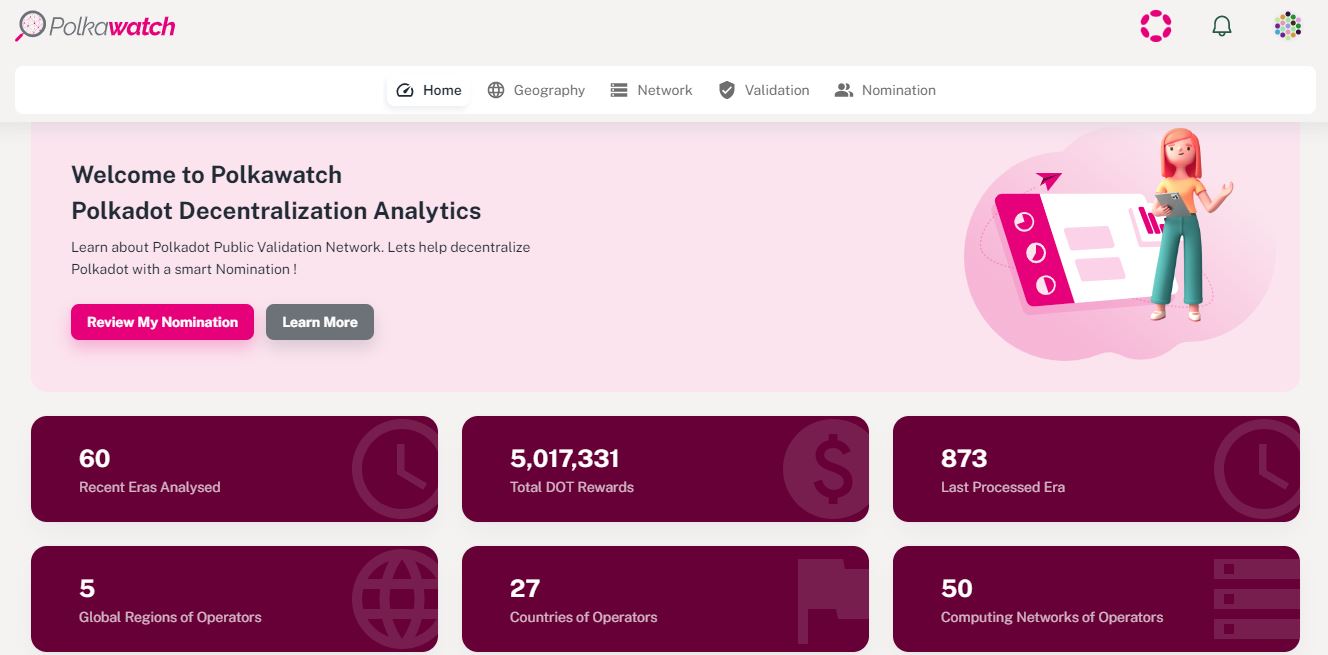 Polkawatch
Home Geography Network Validation Nomination
Welcome to Polkawatch
Polkadot Decentralization Analytics
Learn about Polkadot Public Validation Network. Lets help decentralize
Polkadot with a smart Nomination !
Review My Nomination Learn More
60 5,017,331 873
Recent Eras Analysed Total DOT Rewards Last Processed Era
5 27 50
Global Regions of Operators Countries of Operators Computing Networks of Operators